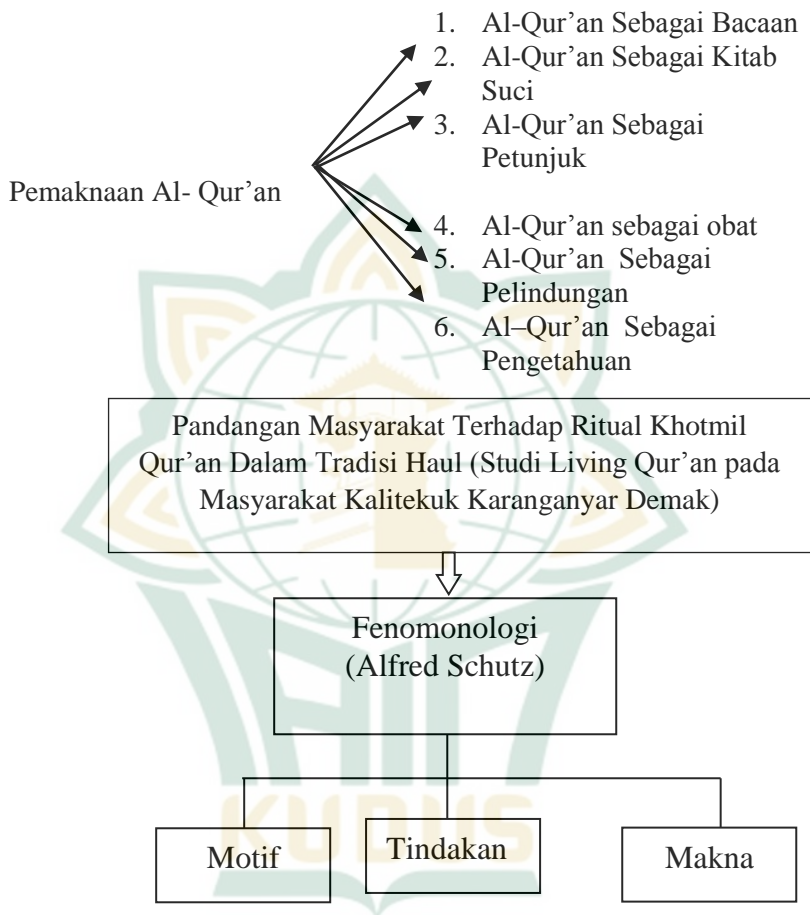 1. Al-Qur’an Sebagai Bacaan
2. Al-Qur’an Sebagai Kitab
Suci
3. Al-Qur’an Sebagai
Petunjuk
Pemaknaan Al- Qur’an
4. Al-Qur’an sebagai obat
5. Al-Qur’an Sebagai
Pelindungan
6. Al–Qur’an Sebagai
Pengetahuan
Pandangan Masyarakat Terhadap Ritual Khotmil
Qur’an Dalam Tradisi Haul (Studi Living Qur’an pada
Masyarakat Kalitekuk Karanganyar Demak)
Fenomonologi
(Alfred Schutz)
Motif
Tindakan
Makna
IAIN
KUDUS